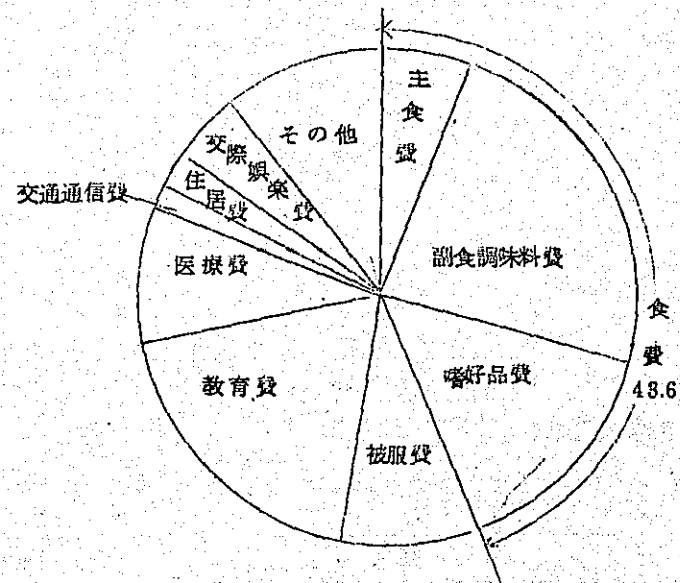 主食費
副食調味料費
食費
43.6
嗜好品費
被服費
教育費
医療費
交通通信費
住居費
交際娯楽費
その他